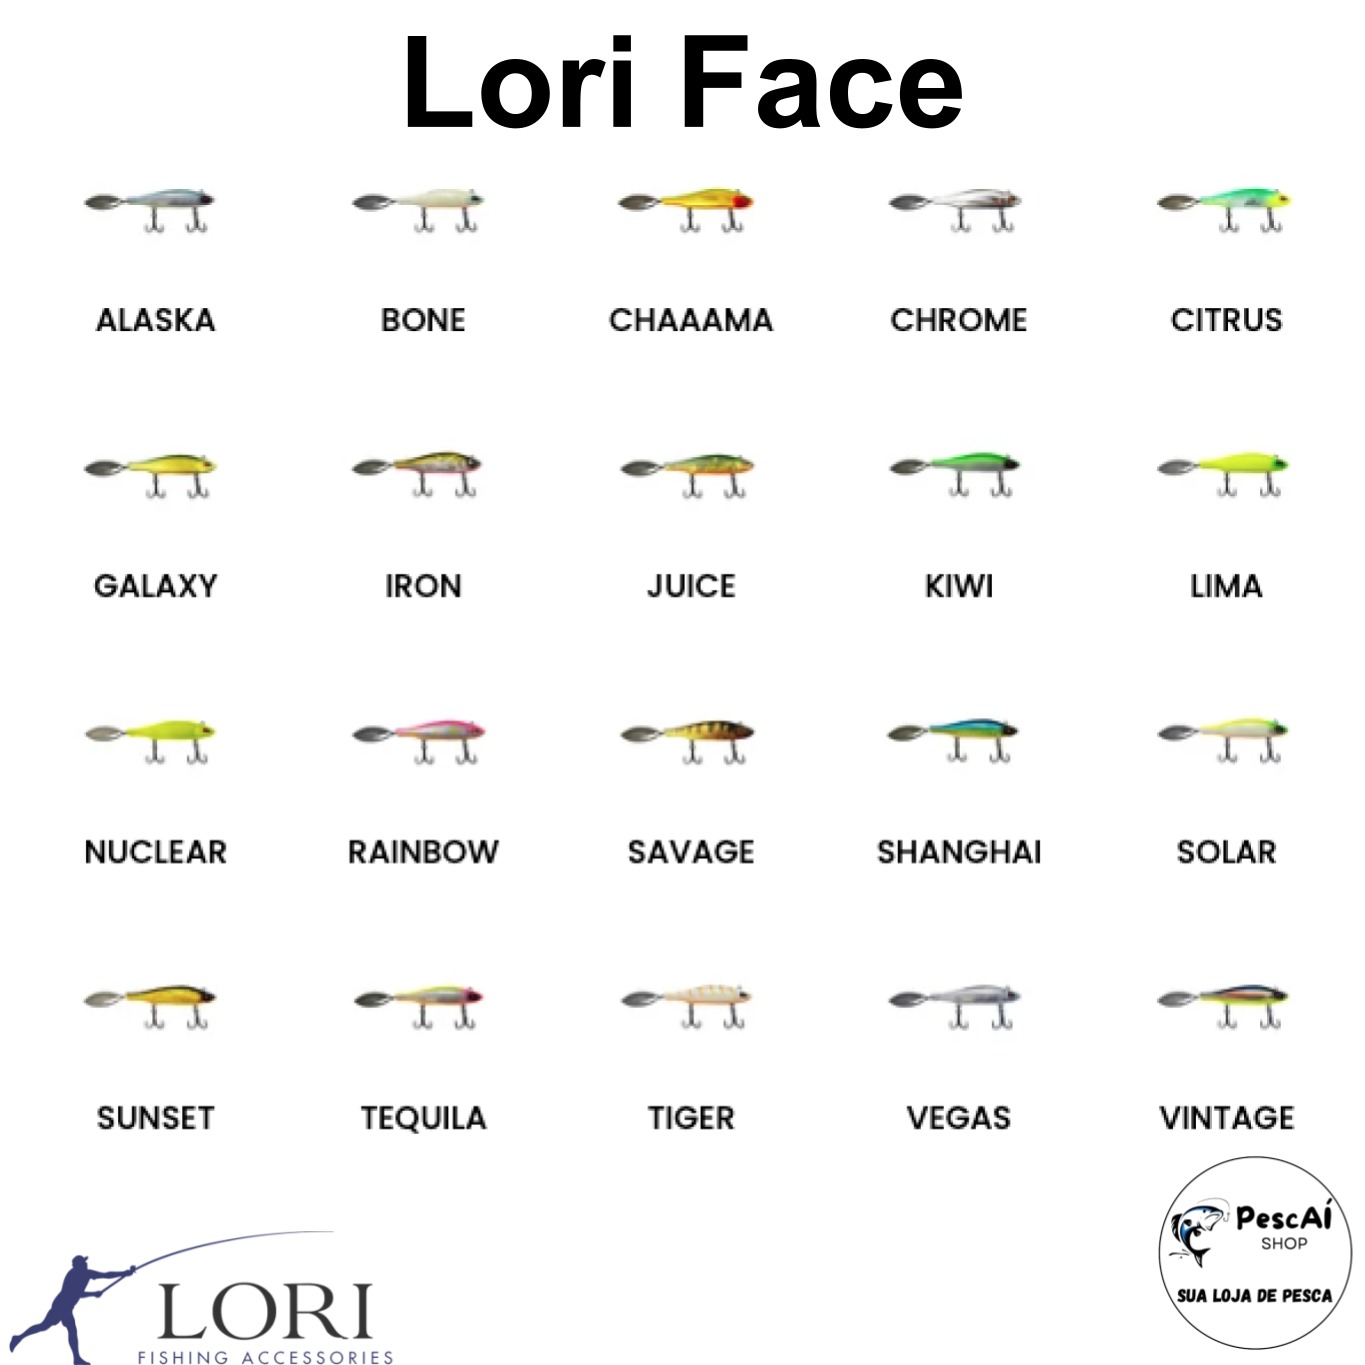 Lori Face
ALASKA BONE CHAAAMA CHROME CITRUS
GALAXY IRON JUICE KIWI LIMA
NUCLEAR RAINBOW SAVAGE SHANGHAI SOLAR
SUNSET TEQUILA TIGER VEGAS VINTAGE
PescAÍ
SHOP
SUA LOJA DE PESCA
LORI
FISHING ACCESSORIES